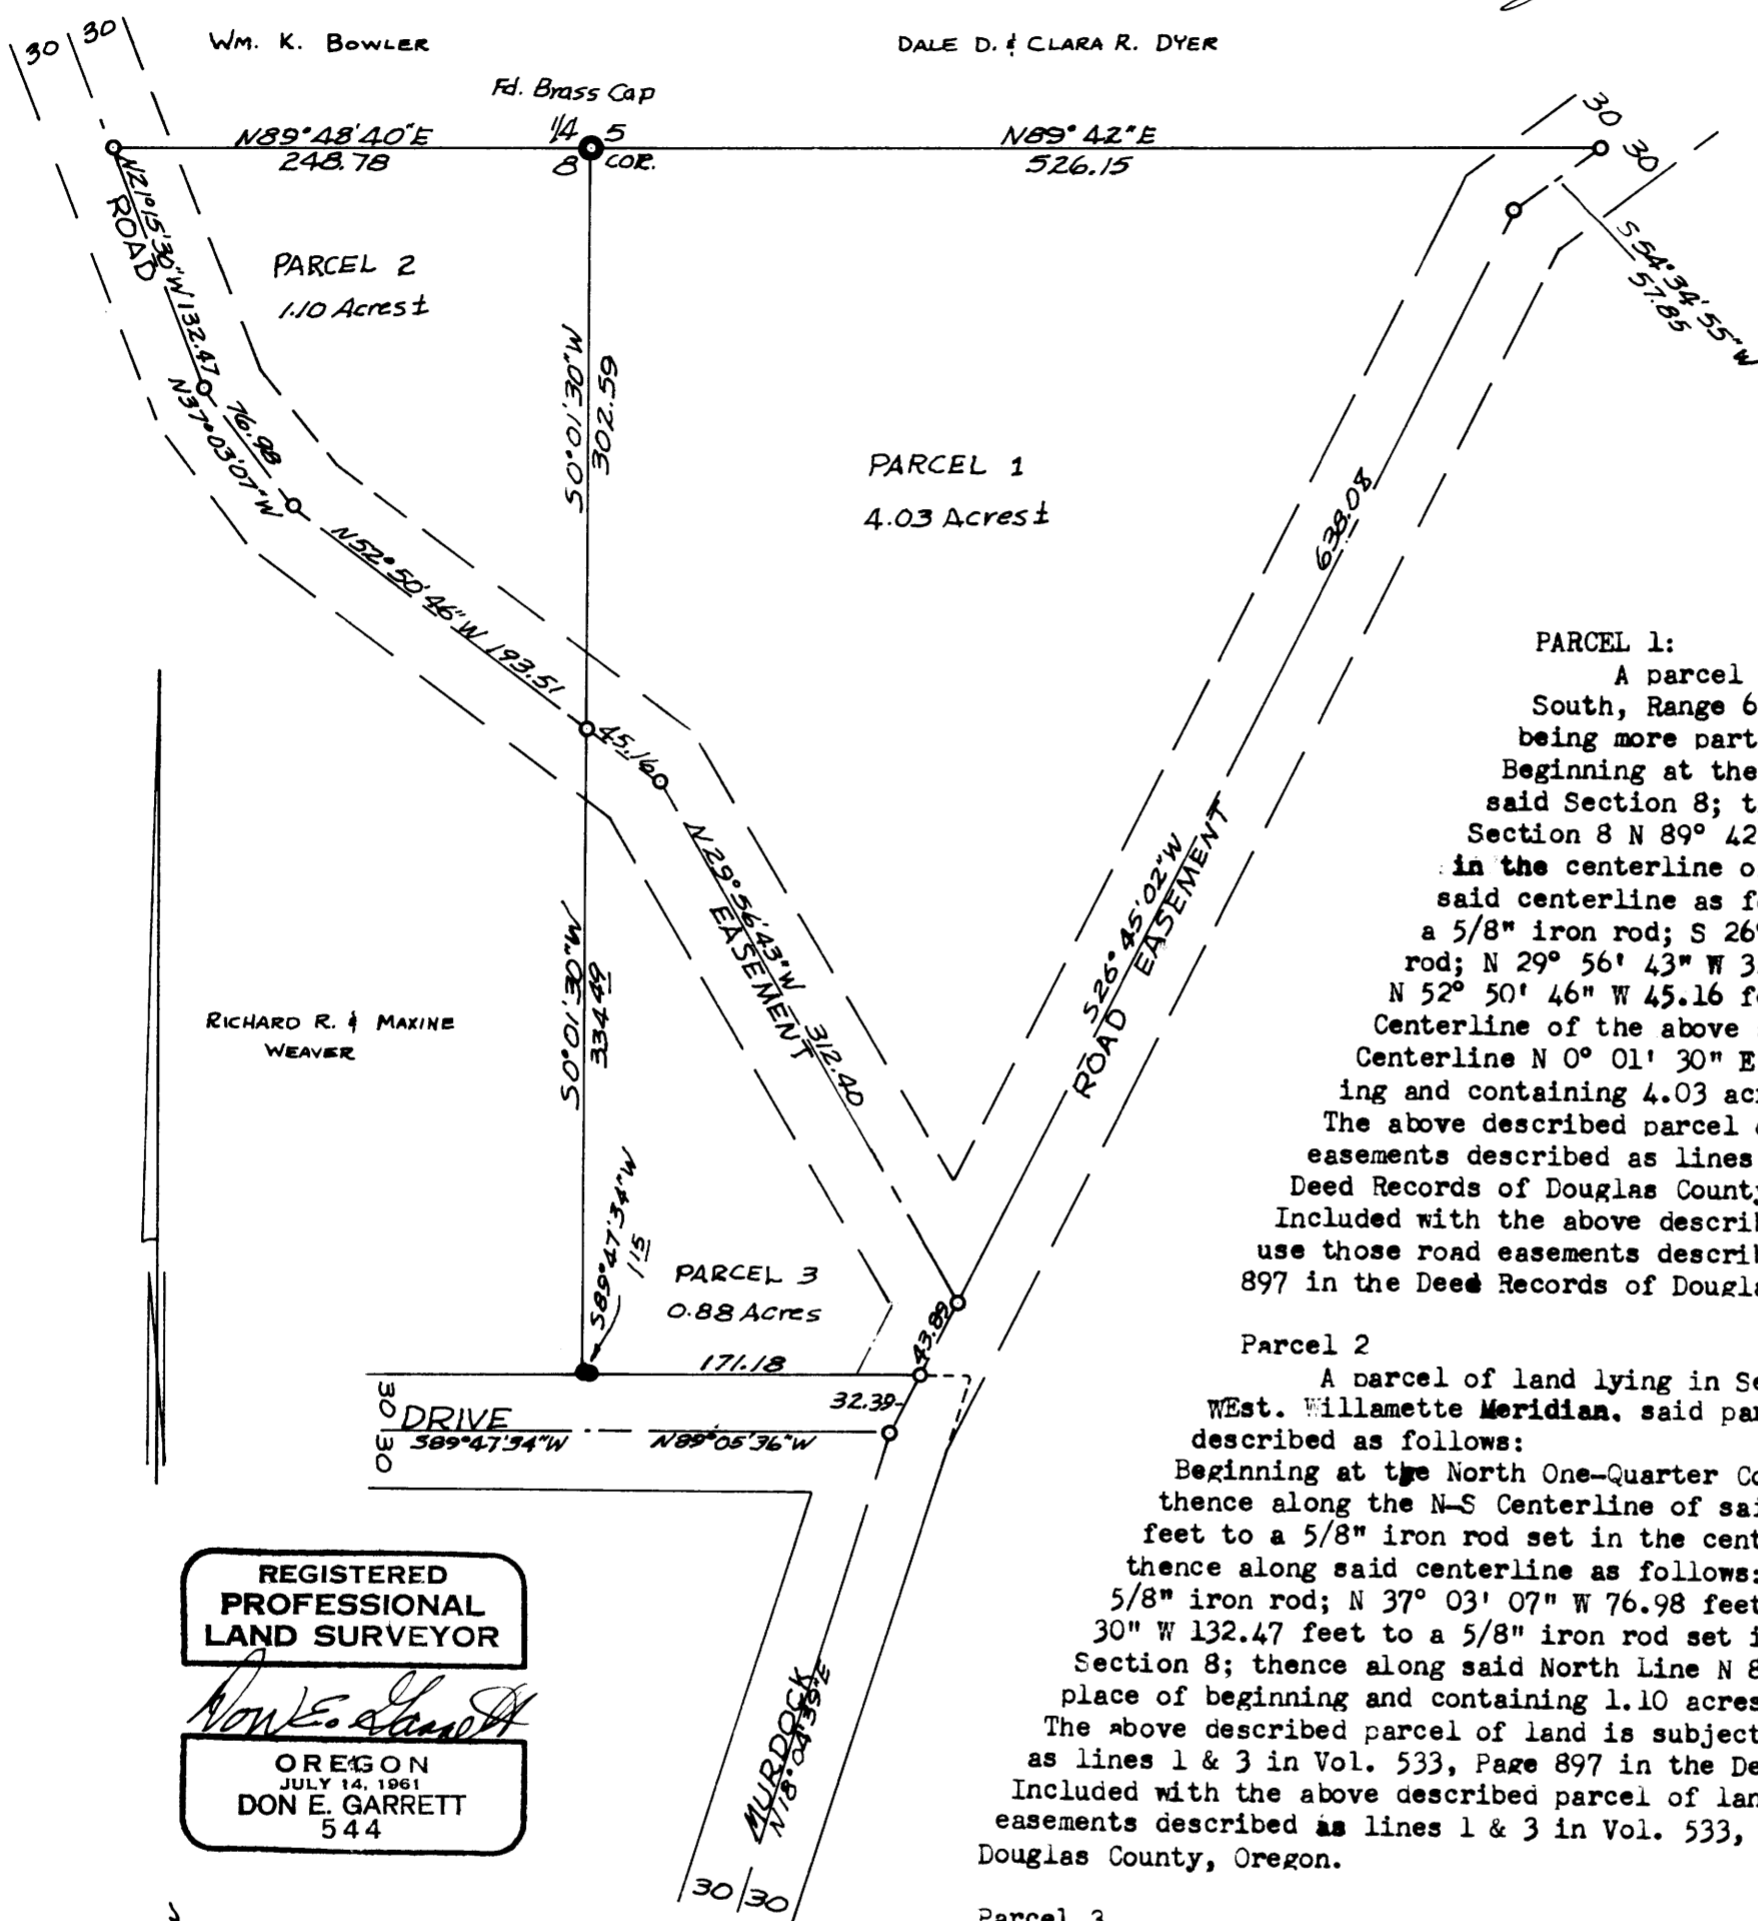 30 30
WM. K. BOWLER
DALE D. & CLARA R. DYER
Fd. Brass Cap
1/4 5
8 COR.
N89°48'40"E
248.78
N89°42"E
526.15
30
30
S54°34'55"W
57.85
N21°15'30"W 132.47
ROAD
PARCEL 2
1.10 Acres±
S0°01'30"W
302.59
76.98
N37°03'07"W
PARCEL 1
4.03 Acres±
638.08
N52°50'46"W 193.51
45.16
N29°56'43"W 312.40
EASEMENT
S26°45'02"W
ROAD EASEMENT
S0°01'30"W
334.49
RICHARD R. & MAXINE
WEAVER
S89°47'34"W
1.15
PARCEL 3
0.88 Acres
43.89
171.18
32.39
30
30
DRIVE
S89°47'34"W
N89°05'36"W
MURDOCK
N18°04'39"E
30 30
PARCEL 1:
A parcel
South, Range 6
being more part
Beginning at the
said Section 8; t
Section 8 N 89° 42
in the centerline o
said centerline as f
a 5/8" iron rod; S 26°
rod; N 29° 56' 43" W 3
N 52° 50' 46" W 45.16 f
Centerline of the above
Centerline N 0° 01' 30" E
ing and containing 4.03 ac
The above described parcel
easements described as lines
Deed Records of Douglas County
Included with the above descri
use those road easements descri
897 in the Deed Records of Dougl
Parcel 2
A parcel of land lying in Se
WEst. Willamette Meridian. said par
described as follows:
Beginning at the North One-Quarter Co
thence along the N-S Centerline of sai
feet to a 5/8" iron rod set in the cent
thence along said centerline as follows:
5/8" iron rod; N 37° 03' 07" W 76.98 feet
30" W 132.47 feet to a 5/8" iron rod set i
Section 8; thence along said North Line N 8
place of beginning and containing 1.10 acres
The above described parcel of land is subject
as lines 1 & 3 in Vol. 533, Page 897 in the De
Included with the above described parcel of lan
easements described as lines 1 & 3 in Vol. 533,
Douglas County, Oregon.
Parcel 3
REGISTERED
PROFESSIONAL
LAND SURVEYOR
Don E. Garrett
OREGON
JULY 14, 1961
DON E. GARRETT
544